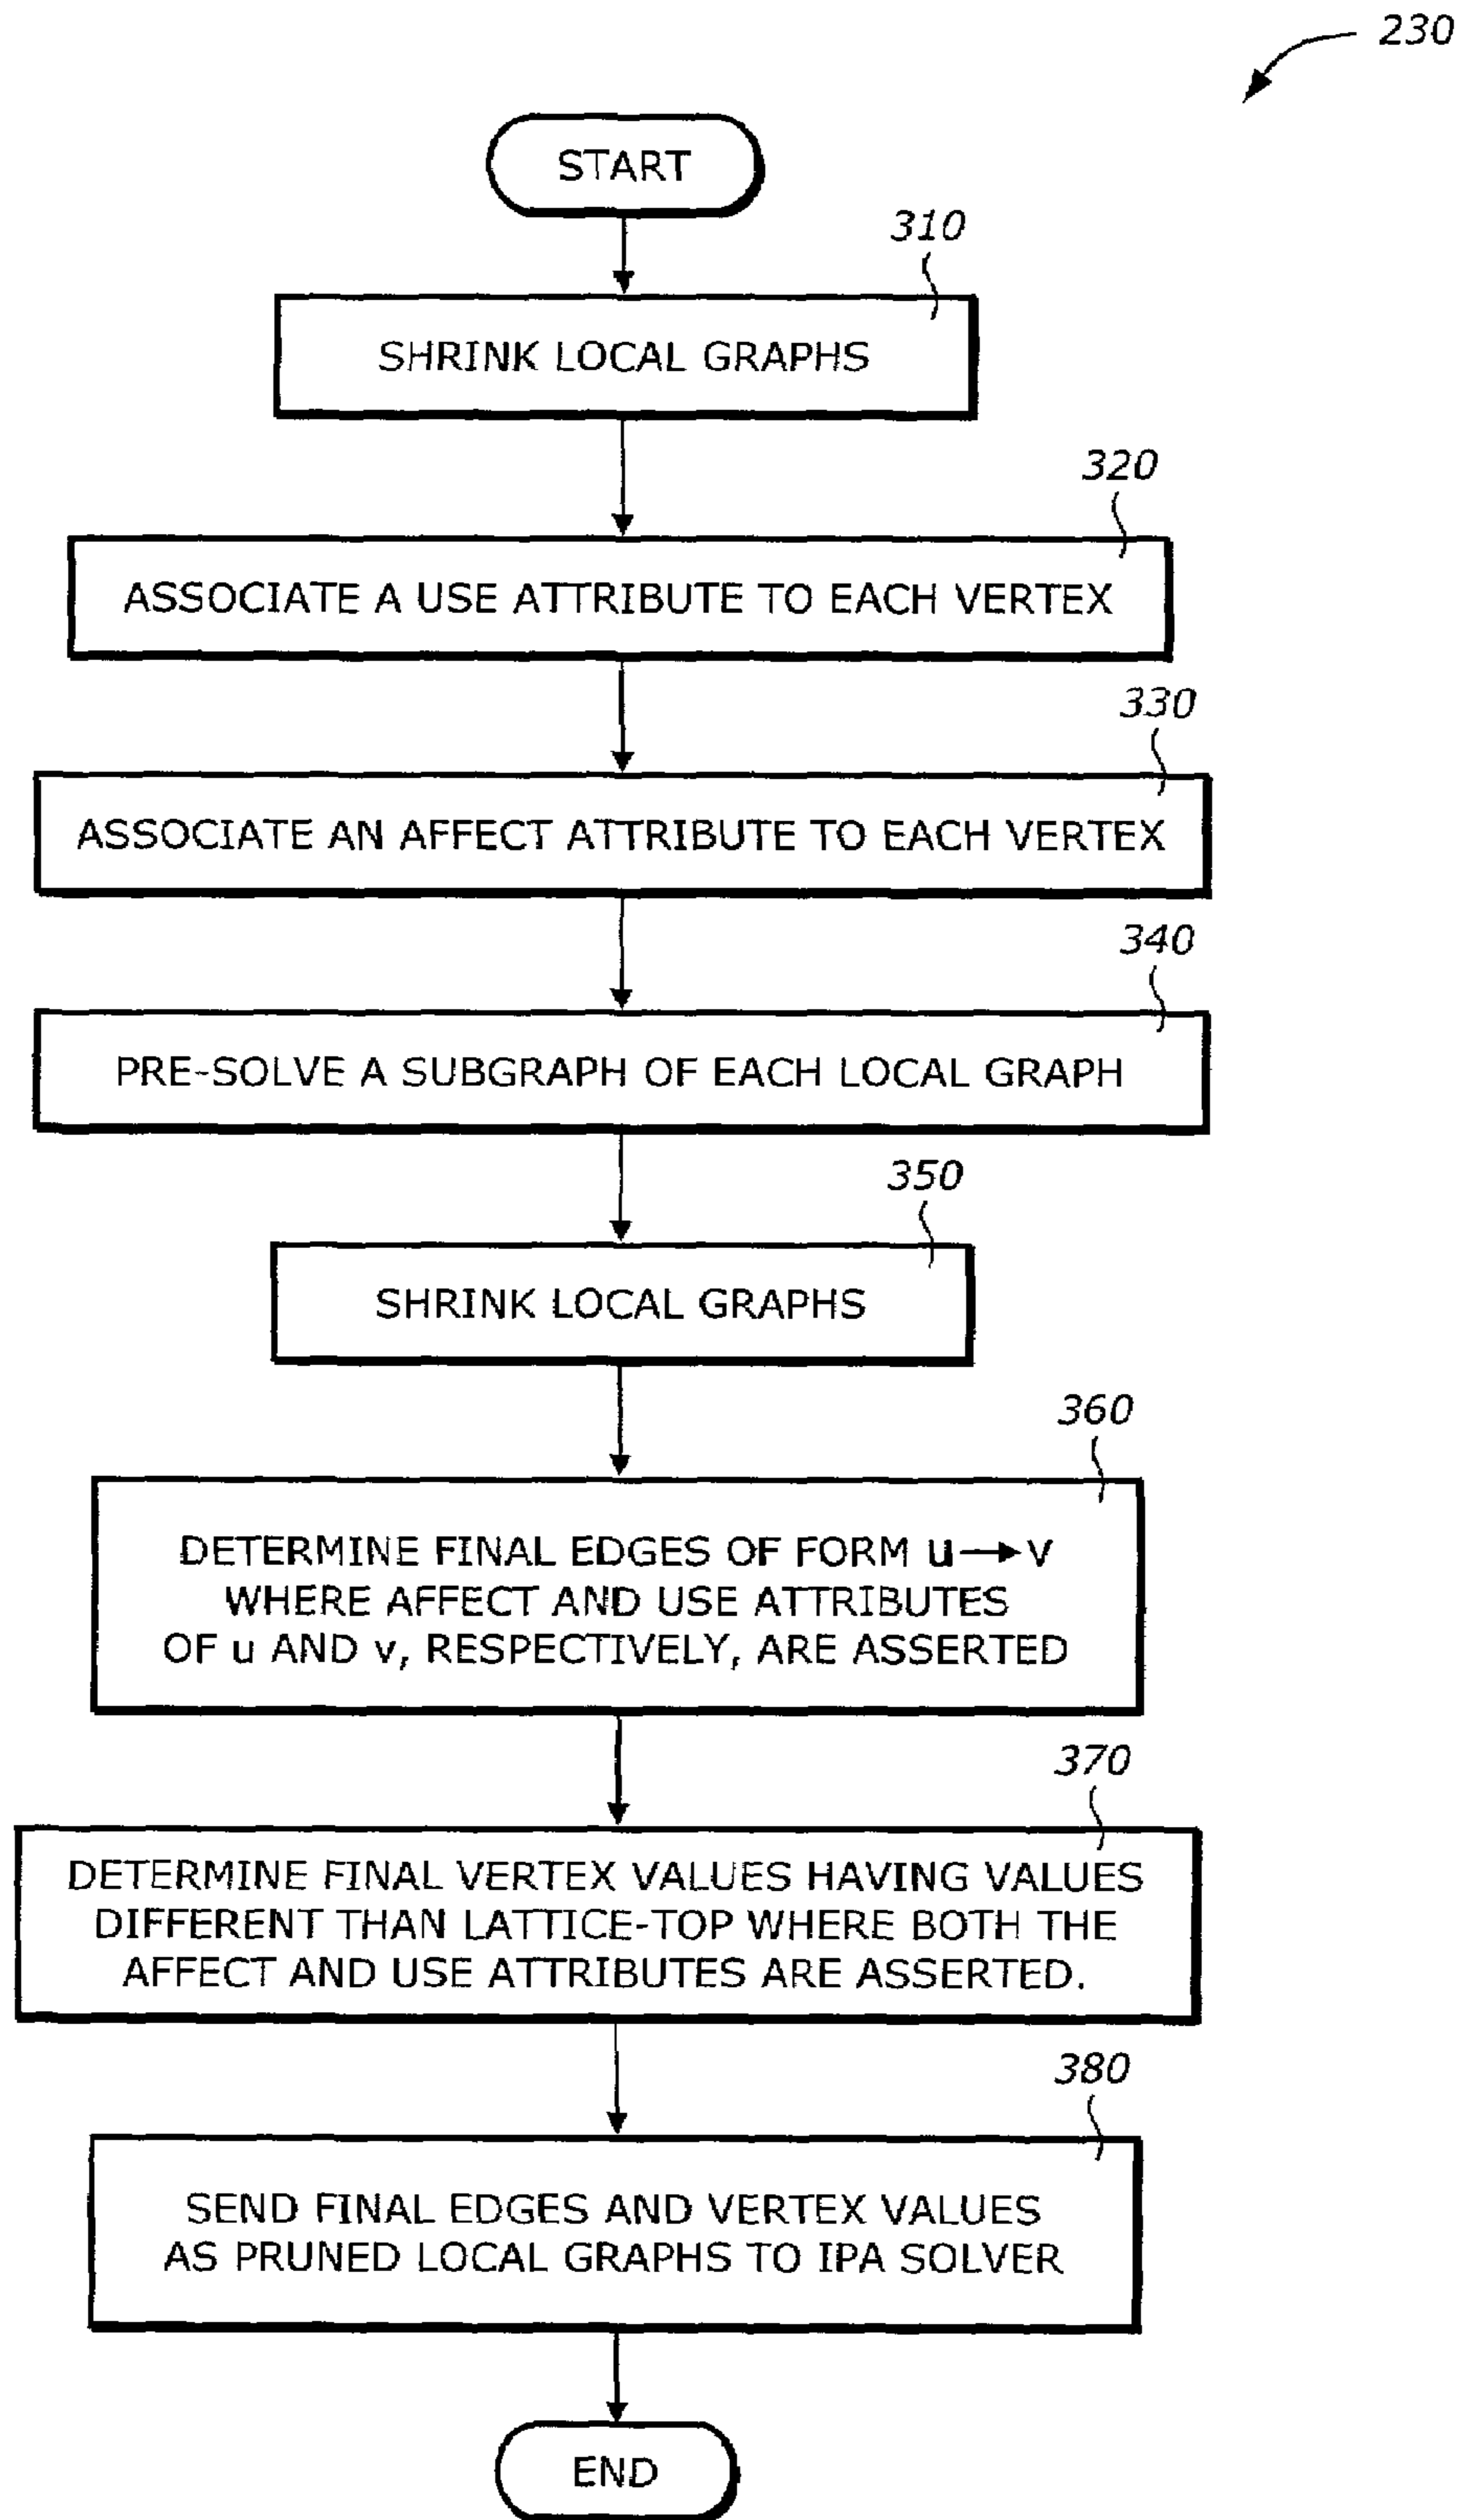 230
START
310
SHRINK LOCAL GRAPHS
320
ASSOCIATE A USE ATTRIBUTE TO EACH VERTEX
330
ASSOCIATE AN AFFECT ATTRIBUTE TO EACH VERTEX
340
PRE-SOLVE A SUBGRAPH OF EACH LOCAL GRAPH
350
SHRINK LOCAL GRAPHS
360
DETERMINE FINAL EDGES OF FORM u→v
WHERE AFFECT AND USE ATTRIBUTES
OF u AND v, RESPECTIVELY, ARE ASSERTED
370
DETERMINE FINAL VERTEX VALUES HAVING VALUES
DIFFERENT THAN LATTICE-TOP WHERE BOTH THE
AFFECT AND USE ATTRIBUTES ARE ASSERTED.
380
SEND FINAL EDGES AND VERTEX VALUES
AS PRUNED LOCAL GRAPHS TO IPA SOLVER
END